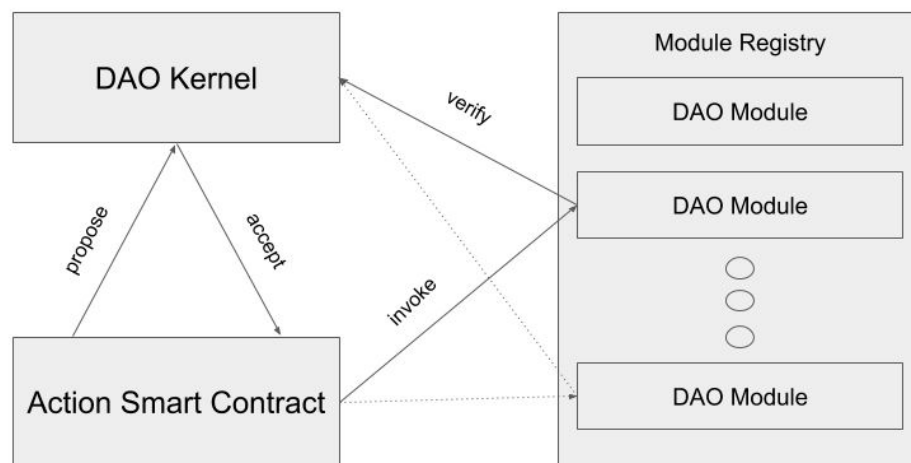 DAO Kernel
Module Registry
DAO Module
verify
DAO Module
propose
accept
invoke
Action Smart Contract
DAO Module